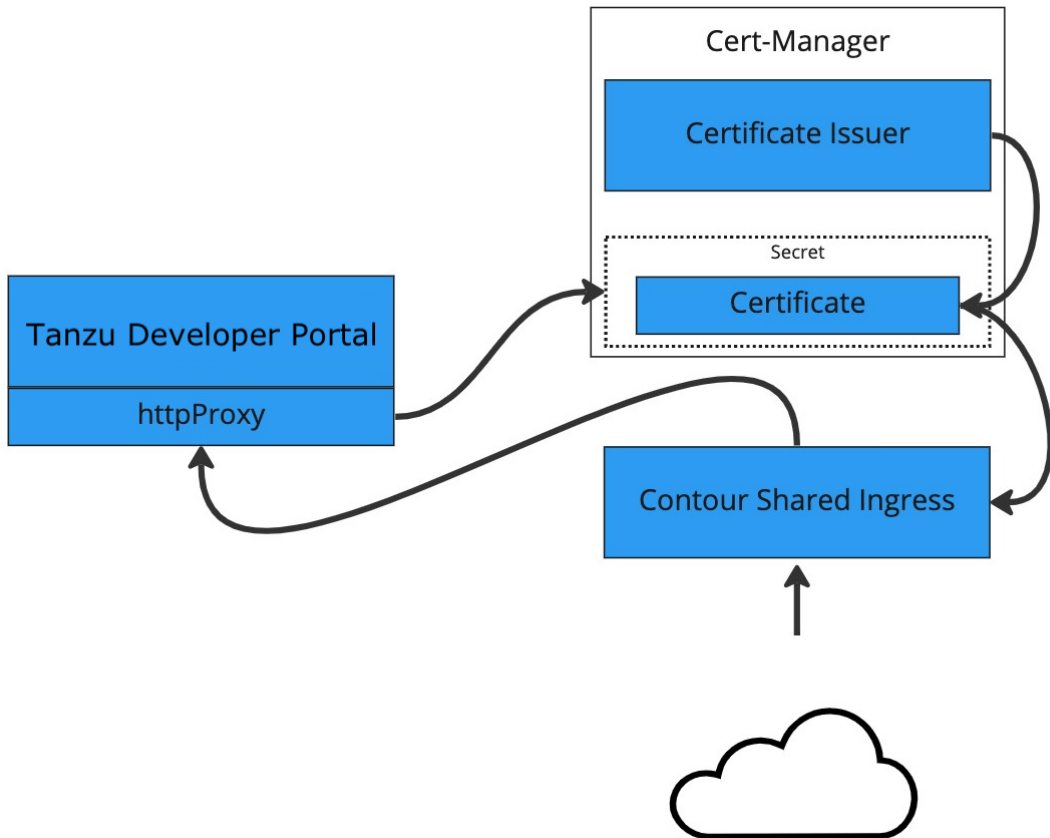 Cert-Manager
Certificate Issuer
Secret
Certificate
Tanzu Developer Portal
httpProxy
Contour Shared Ingress